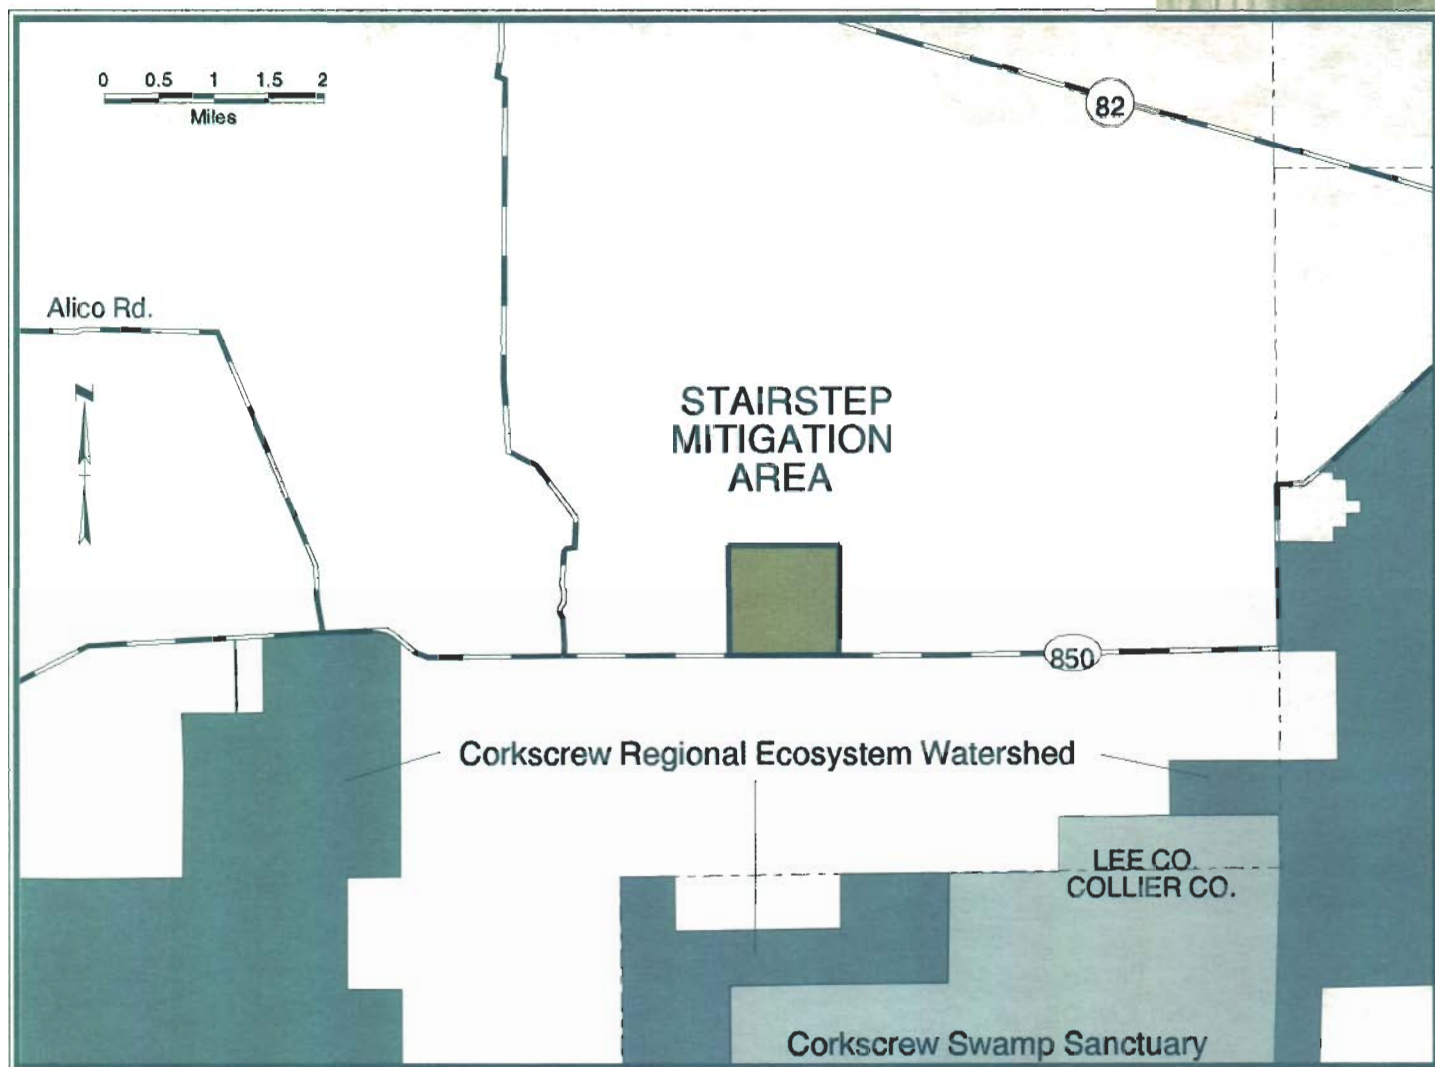 0 0.5 1 1.5 2
Miles
82
Alico Rd.
N
STAIRSTEP
MITIGATION
AREA
850
Corkscrew Regional Ecosystem Watershed
LEE CO.
COLLIER CO.
Corkscrew Swamp Sanctuary